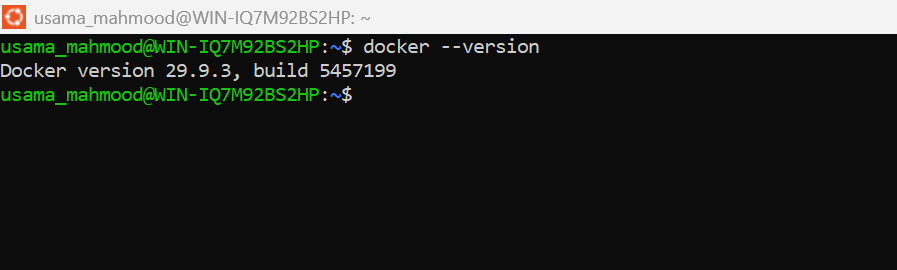 usama_mahmood@WIN-IQ7M92BS2HP: ~
usama_mahmood@WIN-IQ7M92BS2HP:~$ docker --version
Docker version 29.9.3, build 5457199
usama_mahmood@WIN-IQ7M92BS2HP:~$